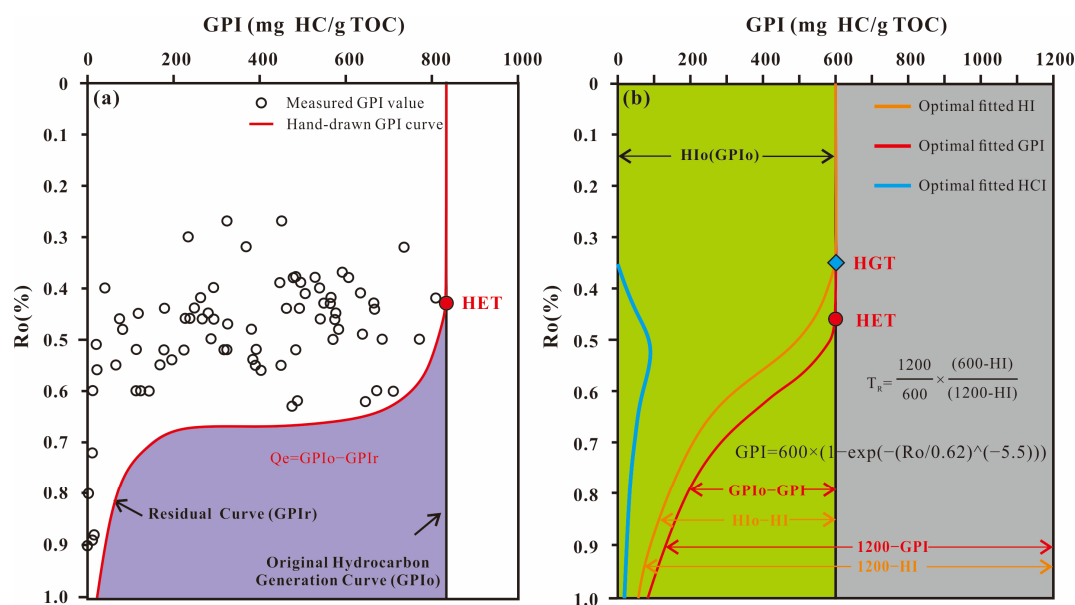 GPI (mg HC/g TOC)
0 200 400 600 800 1000
Ro(%)
0
0.1
0.2
0.3
0.4
0.5
0.6
0.7
0.8
0.9
1.0
(a)
Measured GPI value
Hand-drawn GPI curve
HET
Qe=GPIo−GPIr
Residual Curve (GPIr)
Original Hydrocarbon
Generation Curve (GPIo)
GPI (mg HC/g TOC)
0 200 400 600 800 1000 1200
Ro(%)
0
0.1
0.2
0.3
0.4
0.5
0.6
0.7
0.8
0.9
1.0
(b)
Optimal fitted HI
Optimal fitted GPI
Optimal fitted HCI
HIo(GPIo)
HGT
HET
TR= 1200/600 × (600-HI)/(1200-HI)
GPI=600×(1−exp(−(Ro/0.62)^(−5.5)))
GPIo−GPI
HIo−HI
1200−GPI
1200−HI